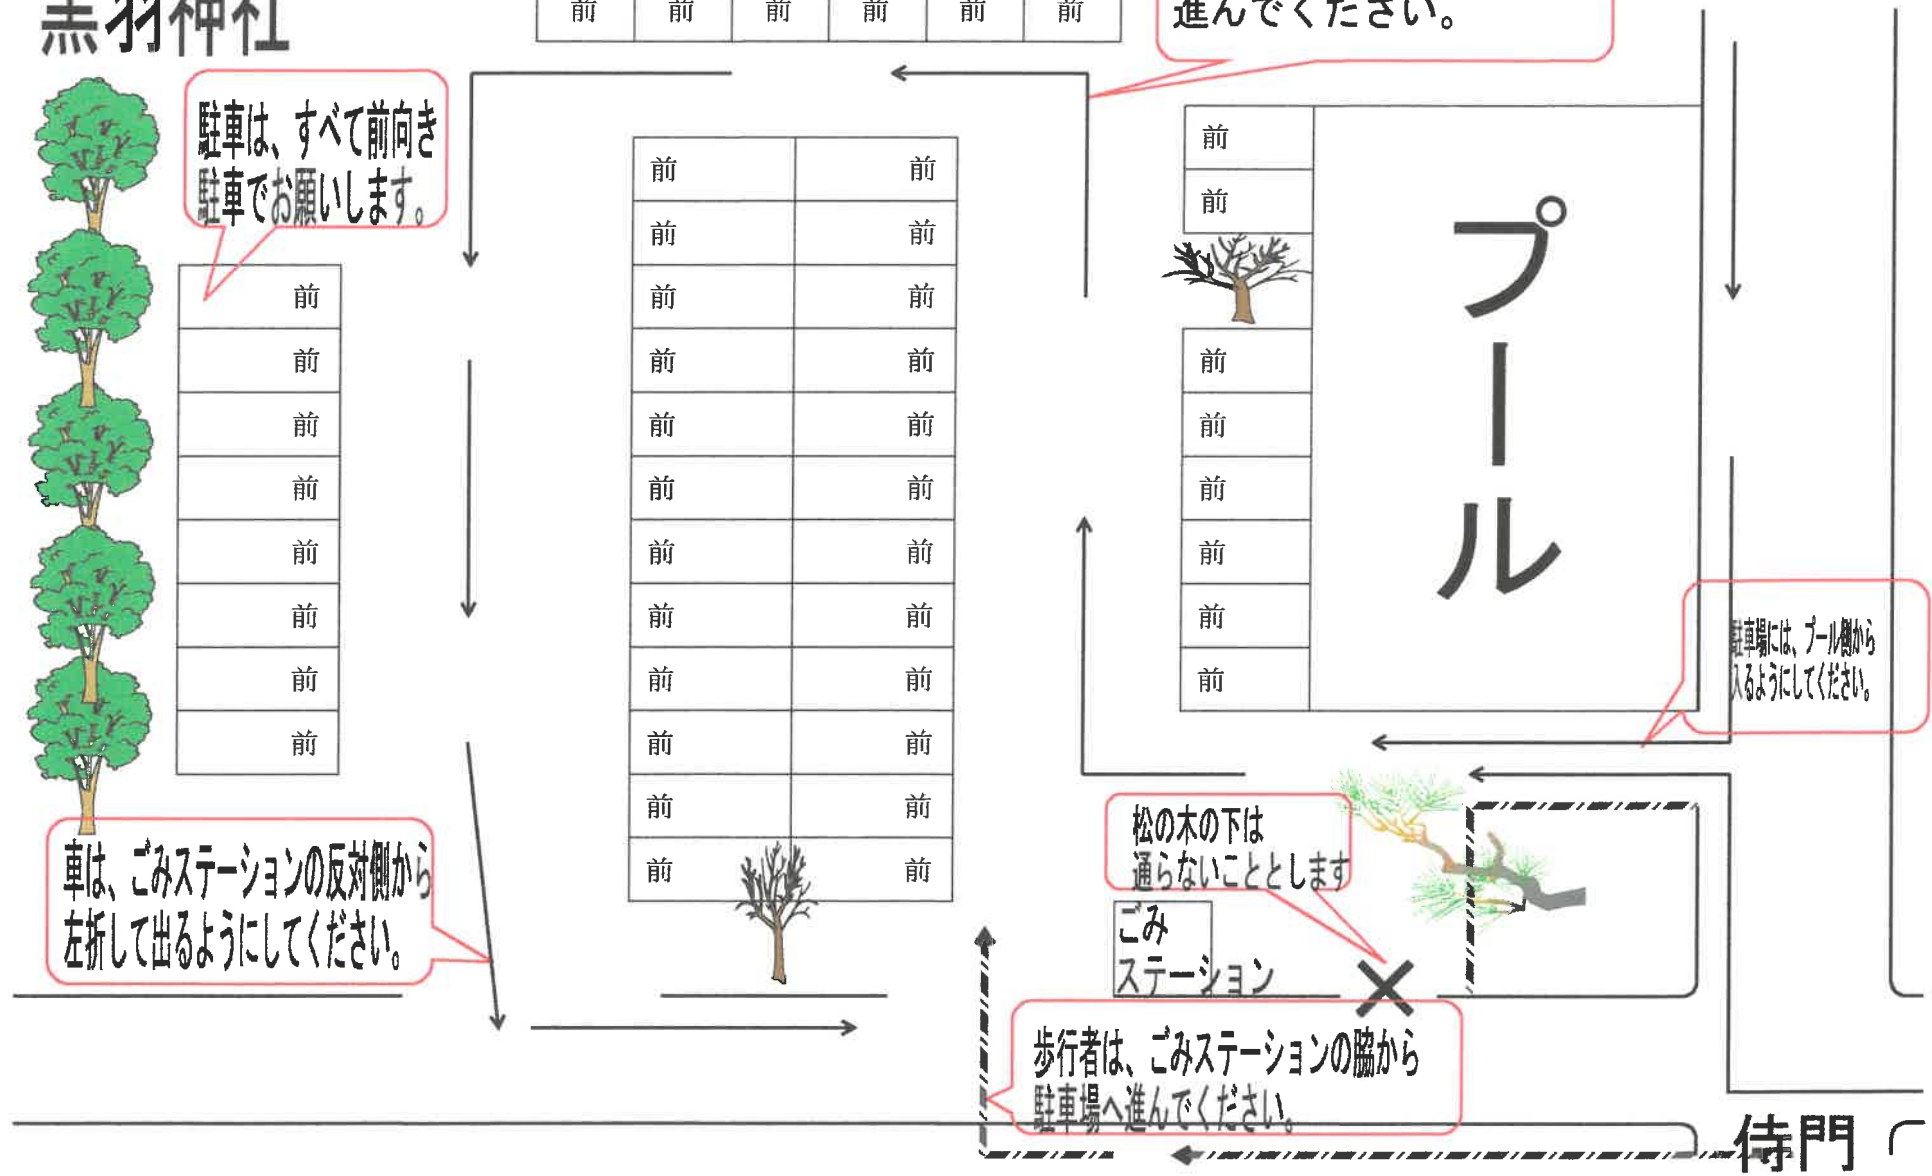 黒羽神社
前 前 前 前 前 前
進んでください。
駐車は、すべて前向き
駐車でお願いします。
前
前
前
前
前
前
前
前
前 前
前 前
前 前
前 前
前 前
前 前
前 前
前 前
前 前
前 前
前 前
前 前
前
前
前
前
前
前
前
前
プール
駐車場には、プール側から
入るようにしてください。
松の木の下は
通らないこととします
ごみ
ステーション
車は、ごみステーションの反対側から
左折して出るようにしてください。
歩行者は、ごみステーションの脇から
駐車場へ進んでください。
侍門